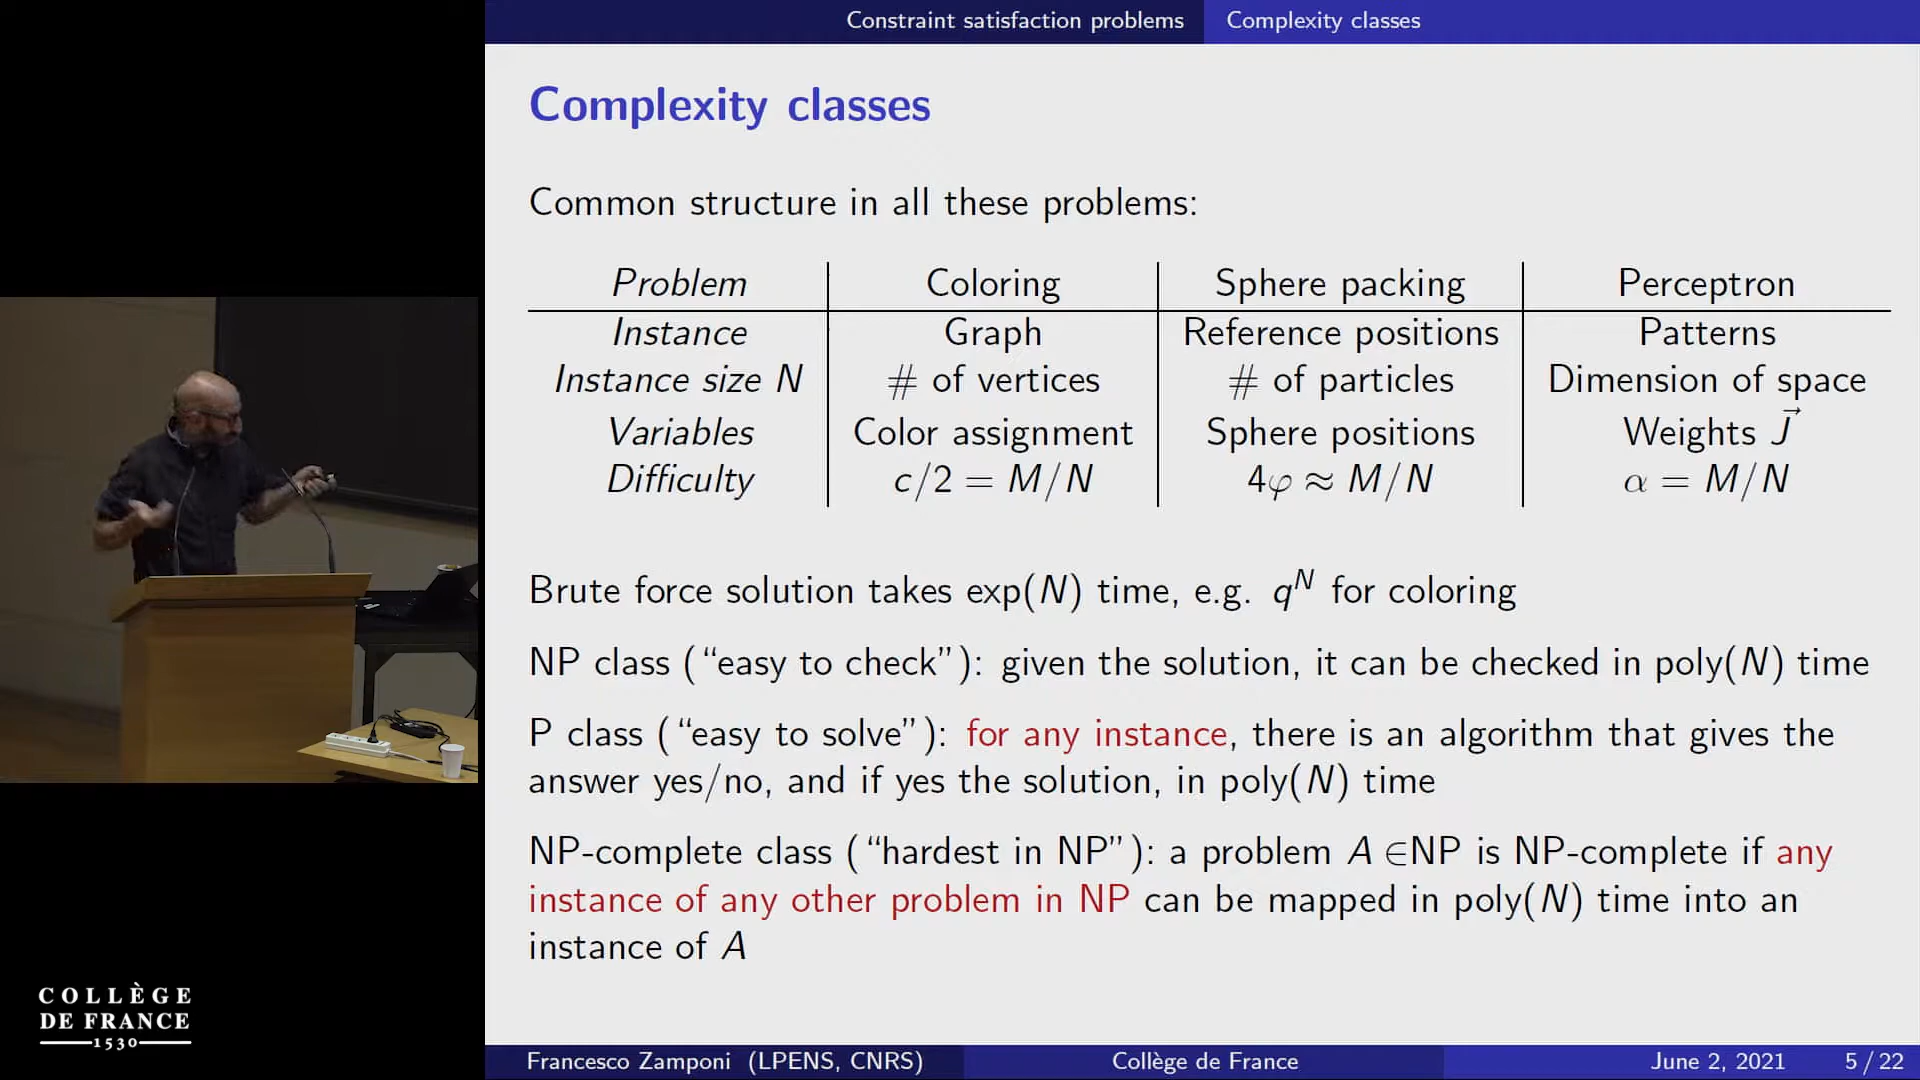 Constraint satisfaction problems Complexity classes
Complexity classes
Common structure in all these problems:
Problem Coloring Sphere packing Perceptron
Instance Graph Reference positions Patterns
Instance size N # of vertices # of particles Dimension of space
Variables Color assignment Sphere positions Weights J⃗
Difficulty c/2 = M/N 4φ ≈ M/N α = M/N
Brute force solution takes exp(N) time, e.g. q^N for coloring
NP class (“easy to check”): given the solution, it can be checked in poly(N) time
P class (“easy to solve”): for any instance, there is an algorithm that gives the
answer yes/no, and if yes the solution, in poly(N) time
NP-complete class (“hardest in NP”): a problem A ∈NP is NP-complete if any
instance of any other problem in NP can be mapped in poly(N) time into an
instance of A
COLLÈGE
DE FRANCE
1530
Francesco Zamponi (LPENS, CNRS) Collège de France June 2, 2021 5 / 22